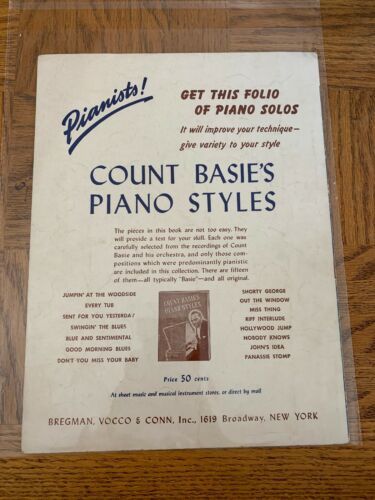 Pianists!
GET THIS FOLIO
OF PIANO SOLOS
It will improve your technique—
give variety to your style
COUNT BASIE'S
PIANO STYLES
The pieces in this book are not too easy. They
will provide a test for your skill. Each one was
carefully selected from the recordings of Count
Basie and his orchestra, and only those com-
positions which were predominantly pianistic
are included in this collection. There are fifteen
of them—all typically "Basie"—and all original.
JUMPIN' AT THE WOODSIDE
EVERY TUB
SENT FOR YOU YESTERDAY
SWINGIN' THE BLUES
BLUE AND SENTIMENTAL
GOOD MORNING BLUES
DON'T YOU MISS YOUR BABY
COUNT BASIE'S
PIANO STYLES
SHORTY GEORGE
OUT THE WINDOW
MISS THING
RIFF INTERLUDE
HOLLYWOOD JUMP
NOBODY KNOWS
JOHN'S IDEA
PANASSIE STOMP
Price 50 cents
At sheet music and musical instrument stores, or direct by mail
BREGMAN, VOCCO & CONN, Inc., 1619 Broadway, NEW YORK